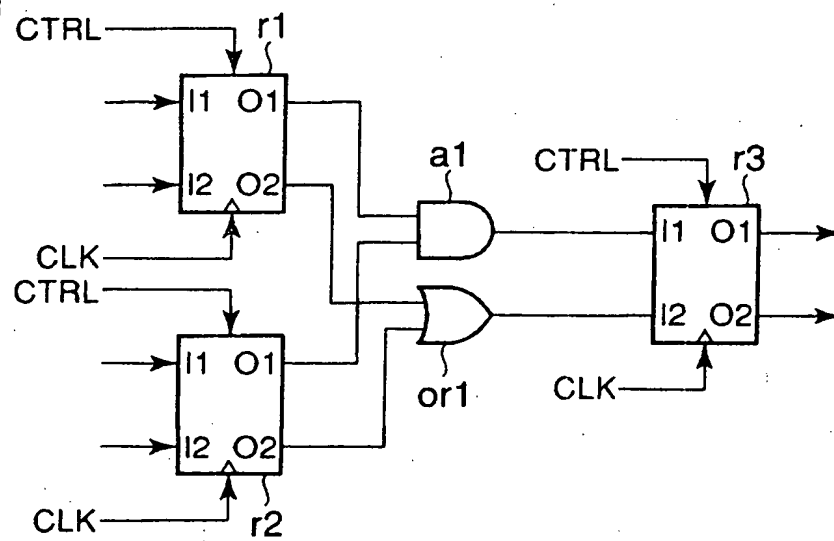 CTRL r1
I1 O1
I2 O2
CLK
CTRL
I1 O1
I2 O2
CLK r2
a1
or1
CTRL r3
I1 O1
I2 O2
CLK